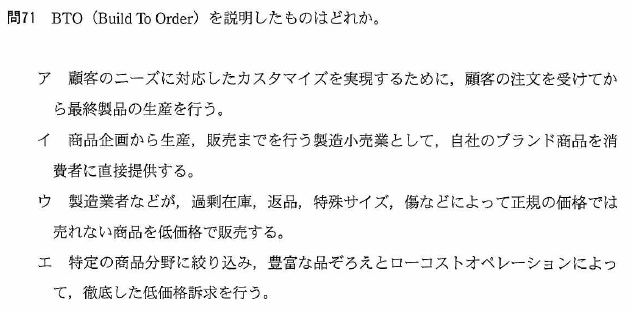 問71 BTO（Build To Order）を説明したものはどれか。
ア 顧客のニーズに対応したカスタマイズを実現するために，顧客の注文を受けてか
ら最終製品の生産を行う。
イ 商品企画から生産，販売までを行う製造小売業として，自社のブランド商品を消
費者に直接提供する。
ウ 製造業者などが，過剰在庫，返品，特殊サイズ，傷などによって正規の価格では
売れない商品を低価格で販売する。
エ 特定の商品分野に絞り込み，豊富な品ぞろえとローコストオペレーションによっ
て，徹底した低価格訴求を行う。